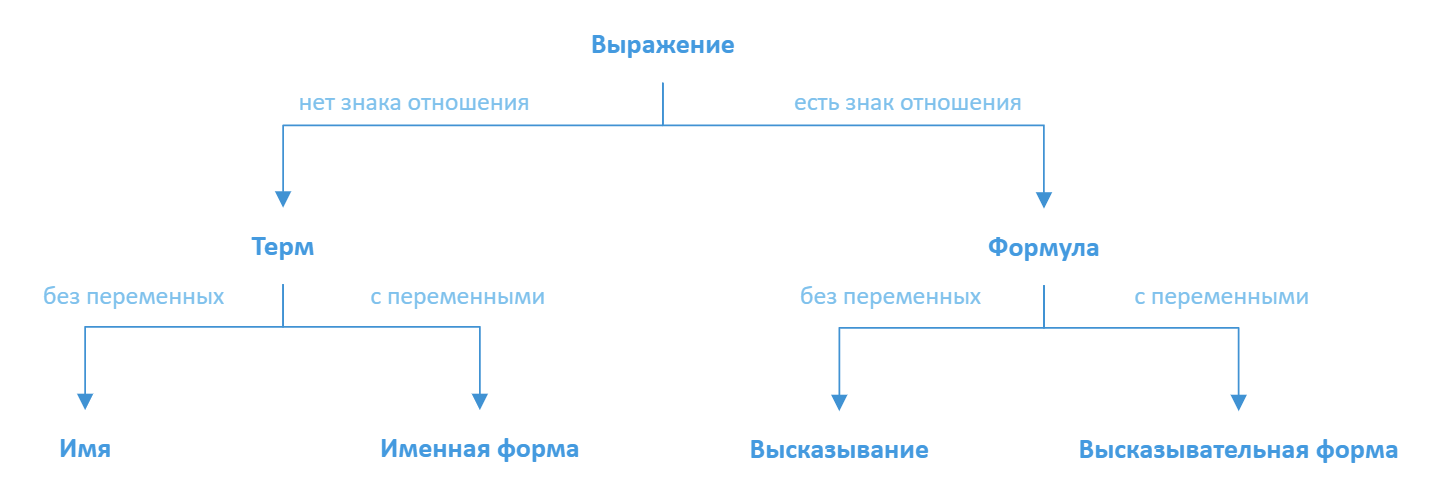 Выражение
нет знака отношения
есть знак отношения
Терм
Формула
без переменных
с переменными
без переменных
с переменными
Имя
Именная форма
Высказывание
Высказывательная форма